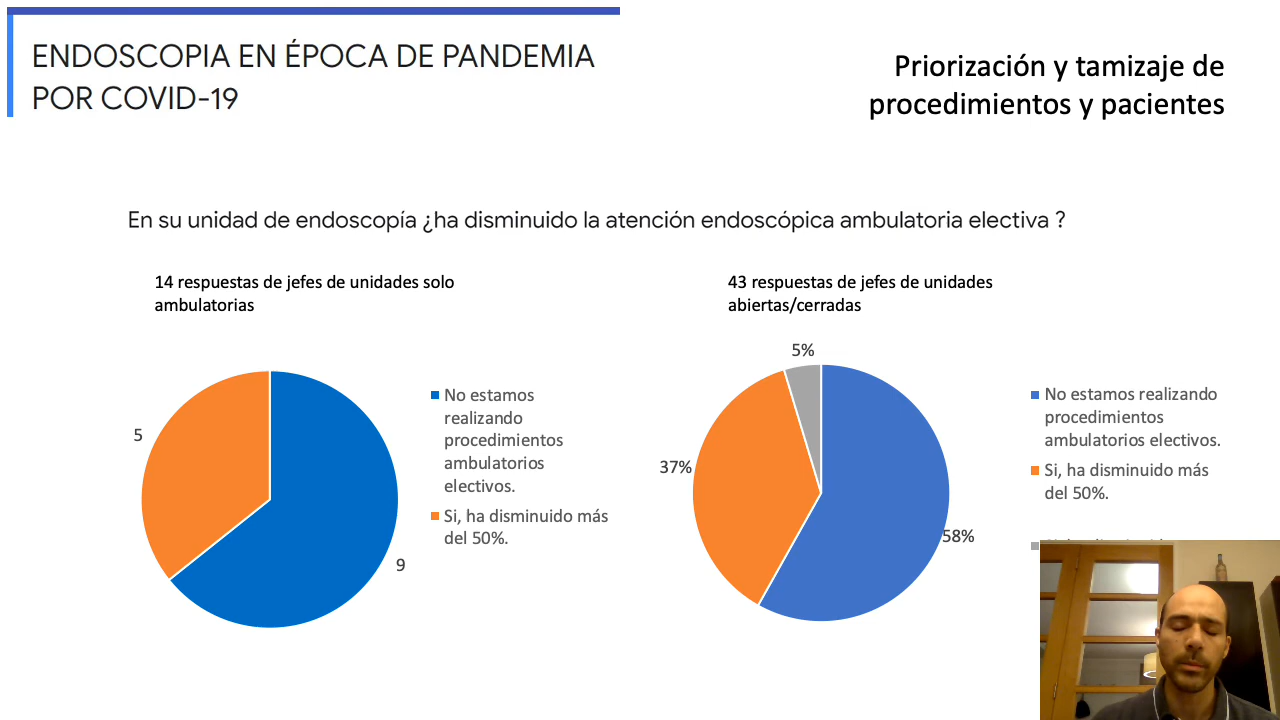 ENDOSCOPIA EN ÉPOCA DE PANDEMIA
POR COVID-19
Priorización y tamizaje de
procedimientos y pacientes
En su unidad de endoscopía ¿ha disminuido la atención endoscópica ambulatoria electiva ?
14 respuestas de jefes de unidades solo
ambulatorias
5
9
No estamos
realizando
procedimientos
ambulatorios
electivos.
Si, ha disminuido más
del 50%.
43 respuestas de jefes de unidades
abiertas/cerradas
5%
37%
58%
No estamos realizando
procedimientos
ambulatorios electivos.
Si, ha disminuido más
del 50%.